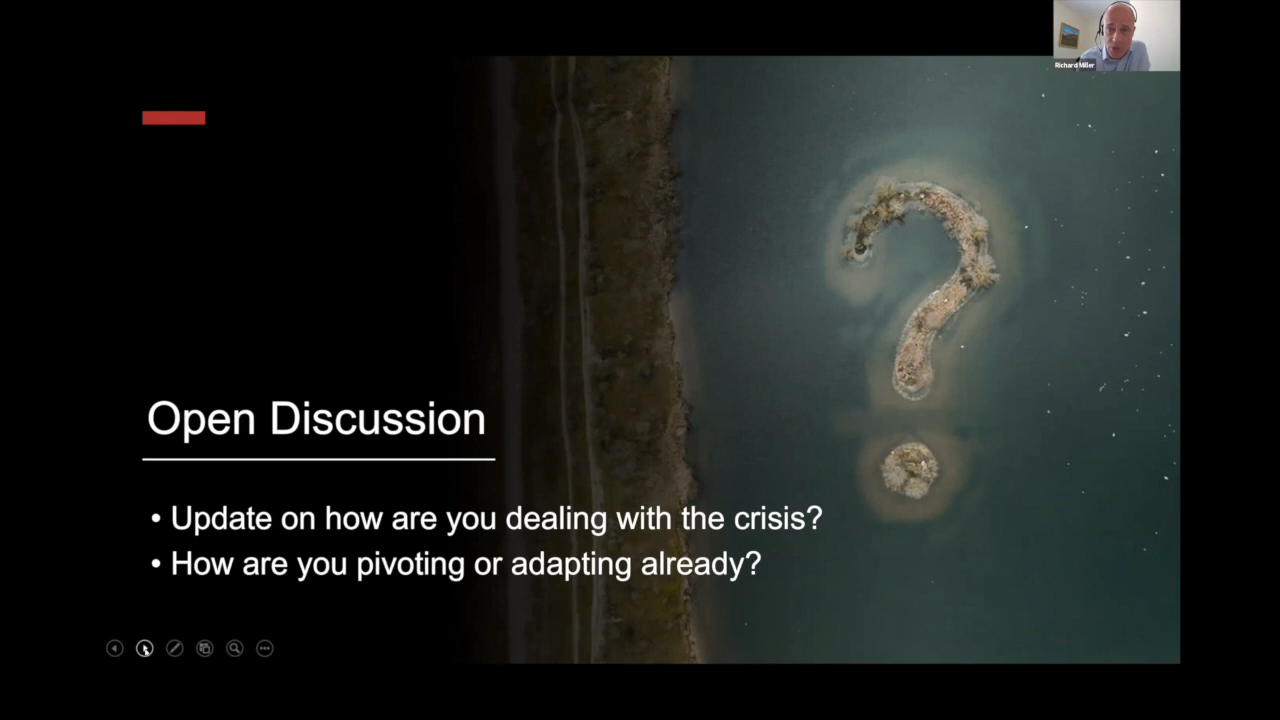 Richard Miller
Open Discussion
• Update on how are you dealing with the crisis?
• How are you pivoting or adapting already?